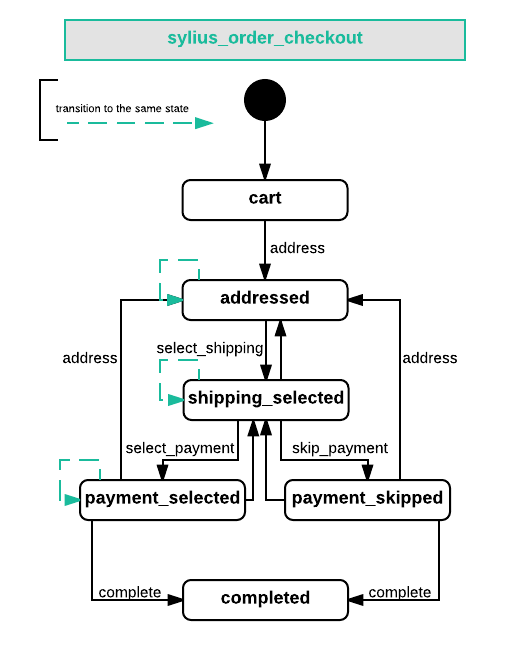 sylius_order_checkout
transition to the same state
cart
address
addressed
select_shipping
address
address
shipping_selected
select_payment
skip_payment
payment_selected
payment_skipped
complete
complete
completed